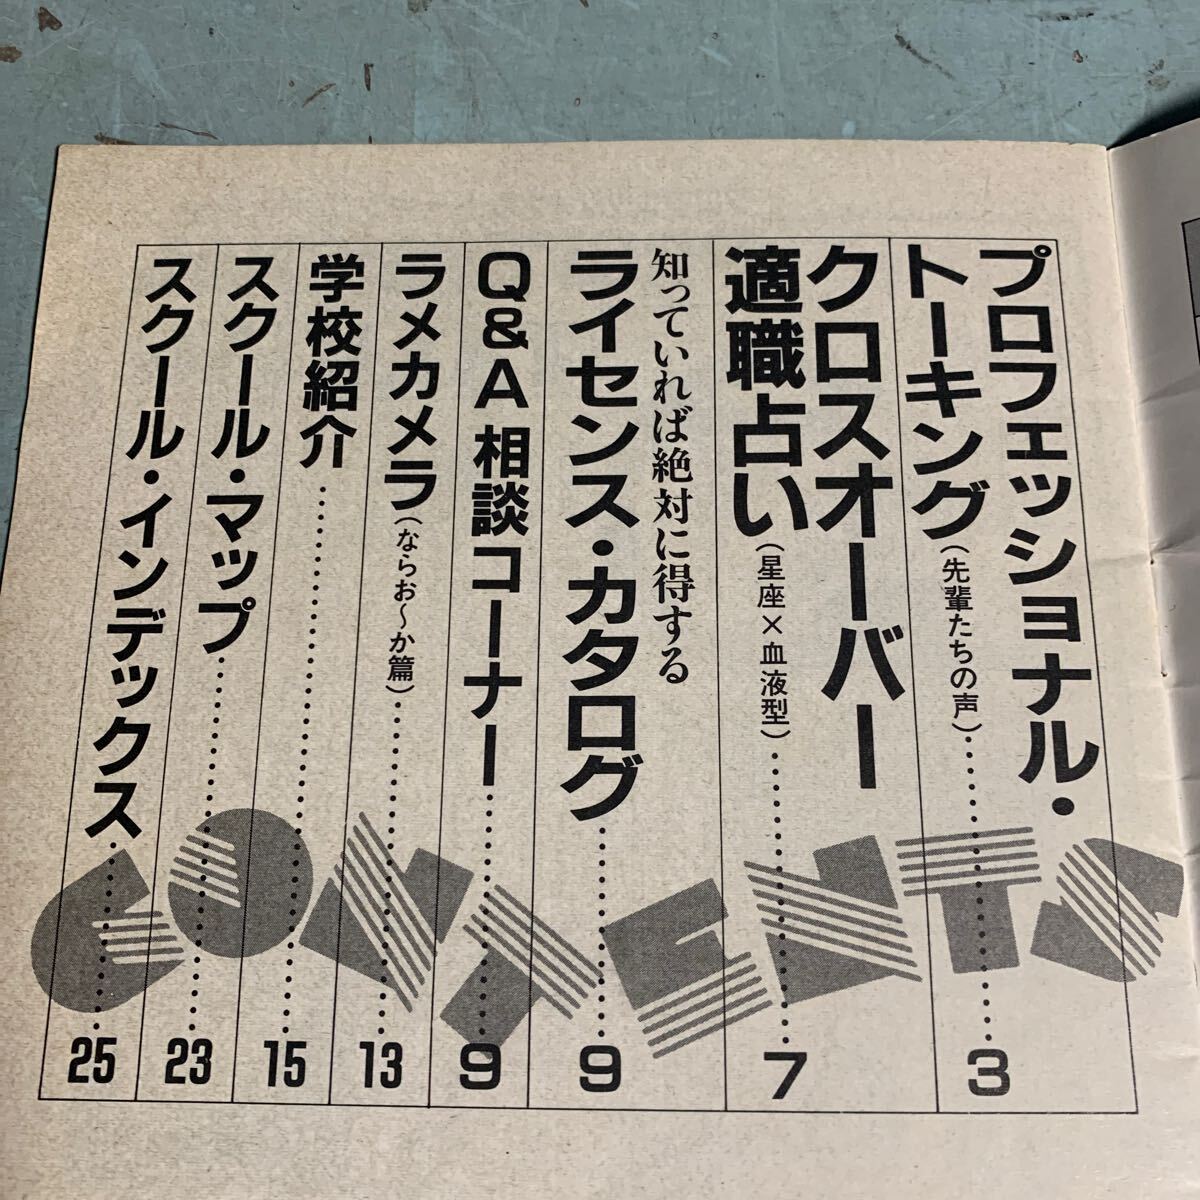 プロフェッショナル・
トーキング(先輩たちの声)
3
クロスオーバー
適職占い(星座×血液型)
7
知っていれば絶対に得する
ライセンス・カタログ
9
Q&A 相談コーナー
9
ラメカメラ(ならお〜か篇)
13
学校紹介
15
スクール・マップ
23
スクール・インデックス
25
CONTENTS